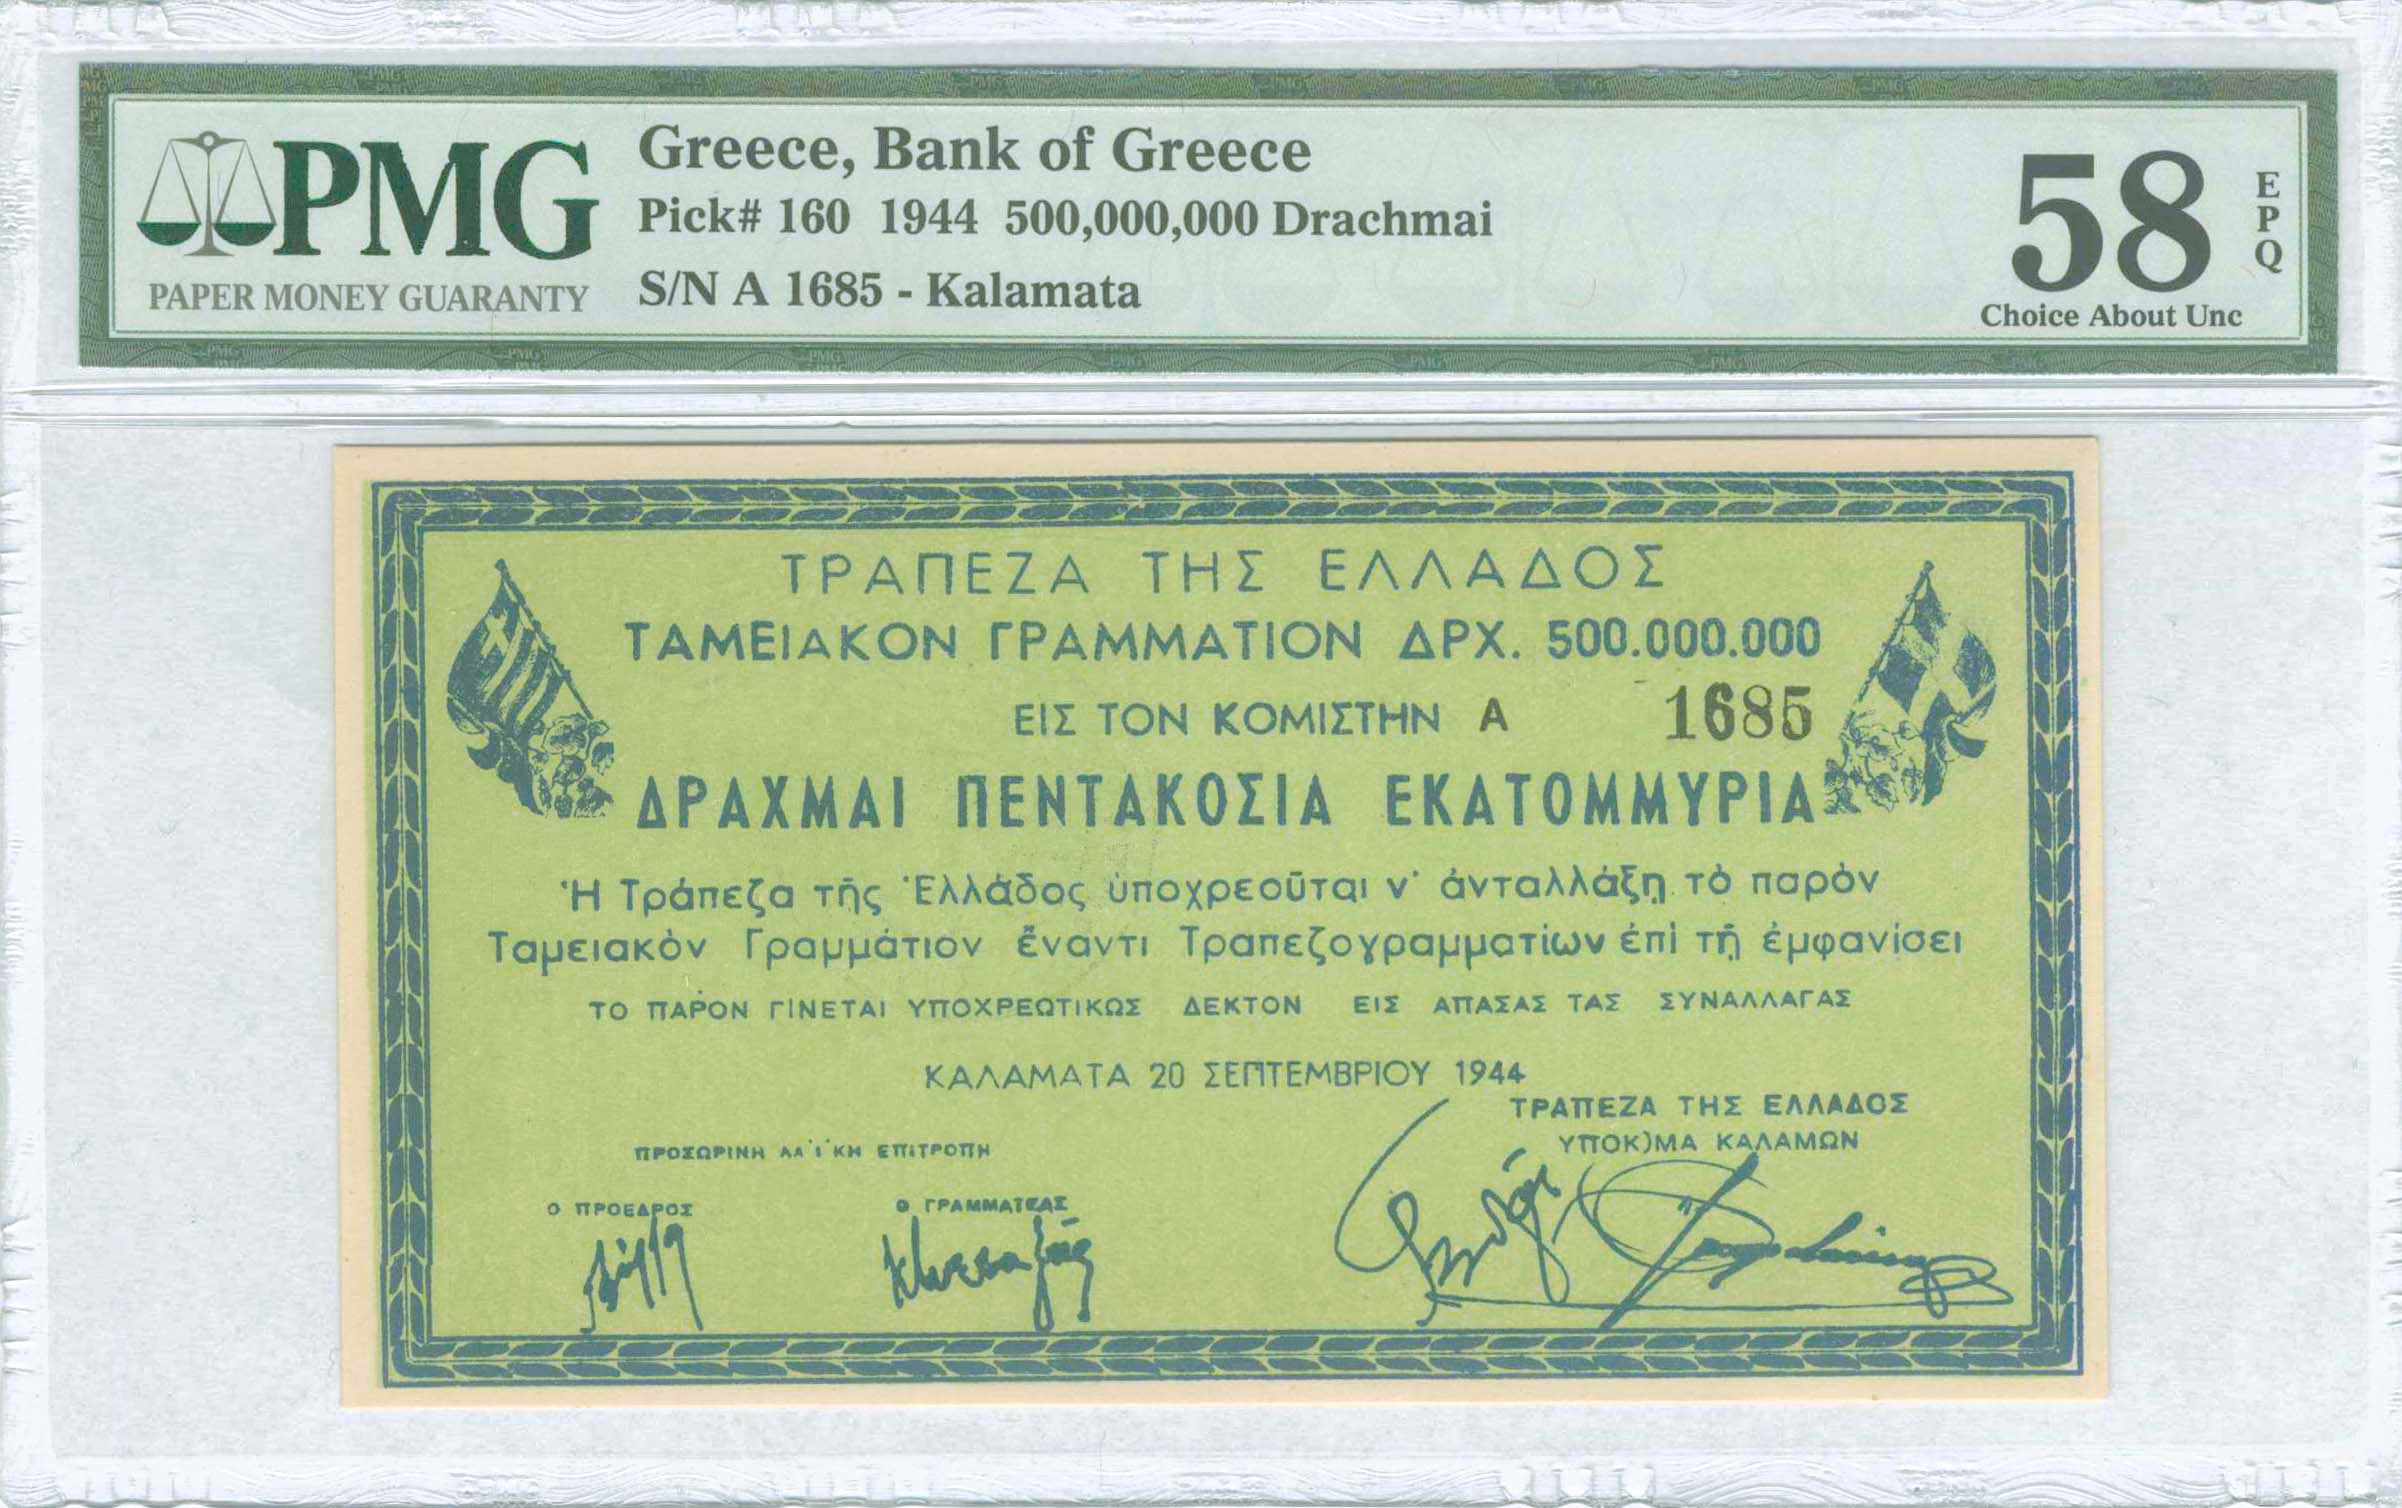 PMG
PAPER MONEY GUARANTY
Greece, Bank of Greece
Pick# 160 1944 500,000,000 Drachmai
S/N A 1685 - Kalamata
58
EPQ
Choice About Unc
ΤΡΑΠΕΖΑ ΤΗΣ ΕΛΛΑΔΟΣ
ΤΑΜΕΙΑΚΟΝ ΓΡΑΜΜΑΤΙΟΝ ΔΡΧ. 500.000.000
ΕΙΣ ΤΟΝ ΚΟΜΙΣΤΗΝ Α 1685
ΔΡΑΧΜΑΙ ΠΕΝΤΑΚΟΣΙΑ ΕΚΑΤΟΜΜΥΡΙΑ
Ἡ Τράπεζα τῆς Ἑλλάδος ὑποχρεοῦται ν' ἀνταλλάξῃ τὸ παρὸν
Ταμειακὸν Γραμμάτιον ἔναντι Τραπεζογραμματίων ἐπὶ τῇ ἐμφανίσει
ΤΟ ΠΑΡΟΝ ΓΙΝΕΤΑΙ ΥΠΟΧΡΕΩΤΙΚΩΣ ΔΕΚΤΟΝ ΕΙΣ ΑΠΑΣΑΣ ΤΑΣ ΣΥΝΑΛΛΑΓΑΣ
ΚΑΛΑΜΑΤΑ 20 ΣΕΠΤΕΜΒΡΙΟΥ 1944
ΤΡΑΠΕΖΑ ΤΗΣ ΕΛΛΑΔΟΣ
ΥΠΟΚ)ΜΑ ΚΑΛΑΜΩΝ
ΠΡΟΣΩΡΙΝΗ ΛΑΪΚΗ ΕΠΙΤΡΟΠΗ
Ο ΠΡΟΕΔΡΟΣ
Ο ΓΡΑΜΜΑΤΕΑΣ